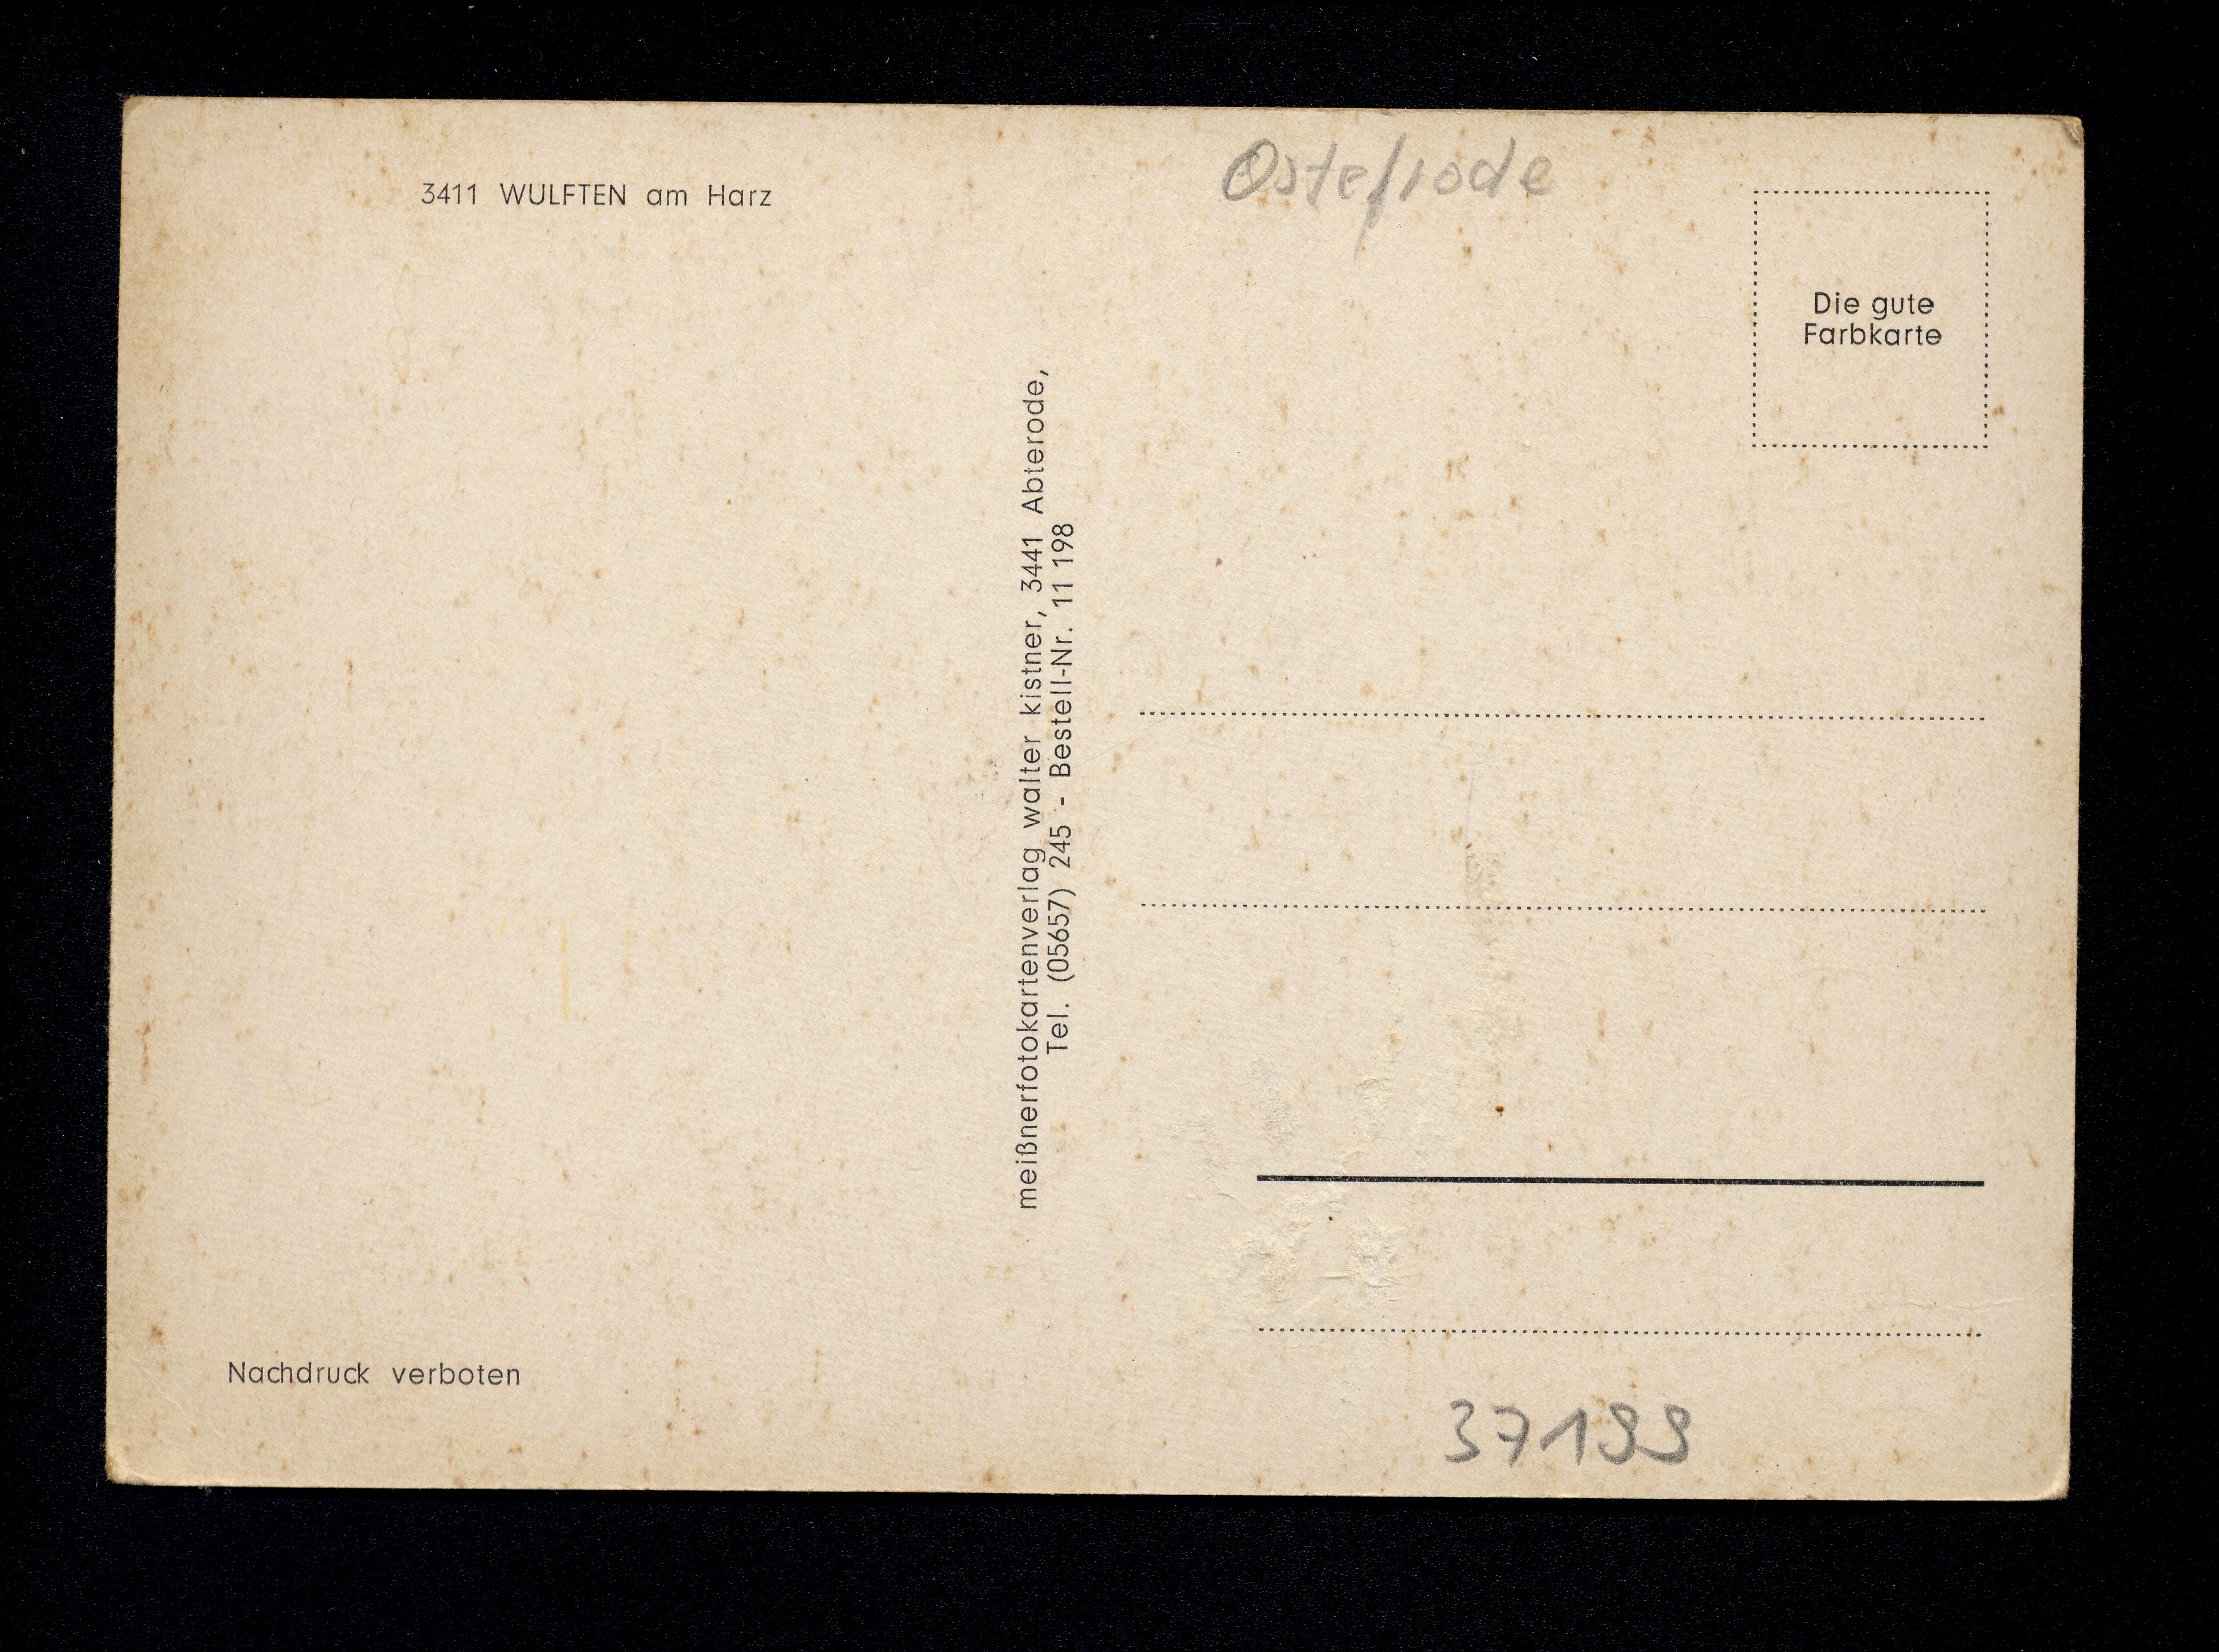 3411 WULFTEN am Harz
Osterode
Die gute
Farbkarte
meißnerfotokartenverlag walter kistner, 3441 Abterode,
Tel. (05657) 245 - Bestell-Nr. 11 198
Nachdruck verboten
37199